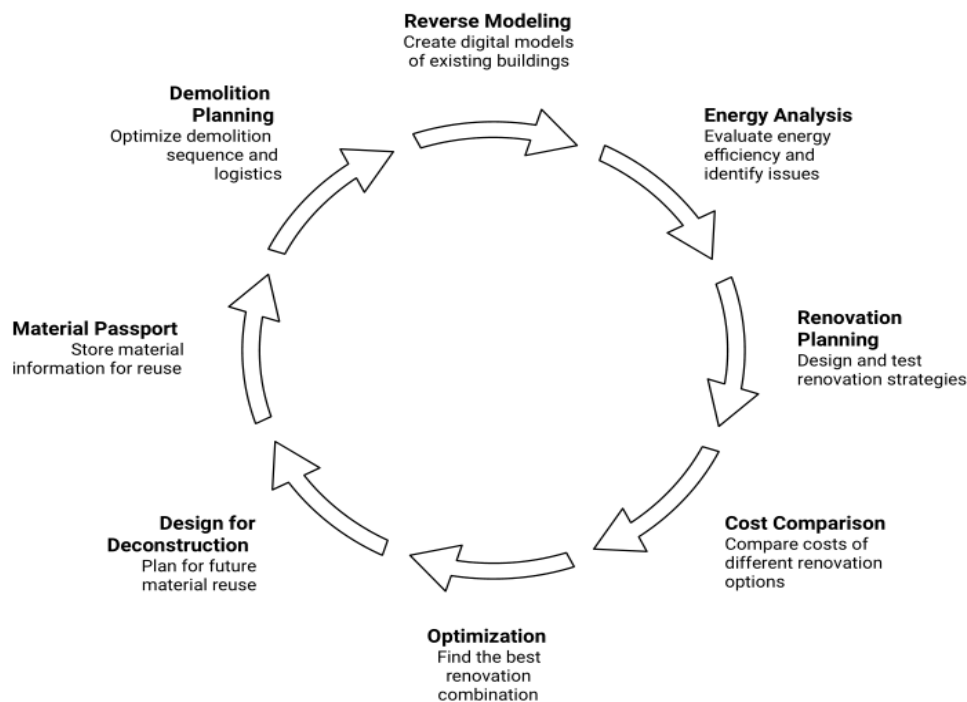 Reverse Modeling
Create digital models
of existing buildings
Energy Analysis
Evaluate energy
efficiency and
identify issues
Renovation
Planning
Design and test
renovation strategies
Cost Comparison
Compare costs of
different renovation
options
Optimization
Find the best
renovation
combination
Design for
Deconstruction
Plan for future
material reuse
Material Passport
Store material
information for reuse
Demolition
Planning
Optimize demolition
sequence and
logistics